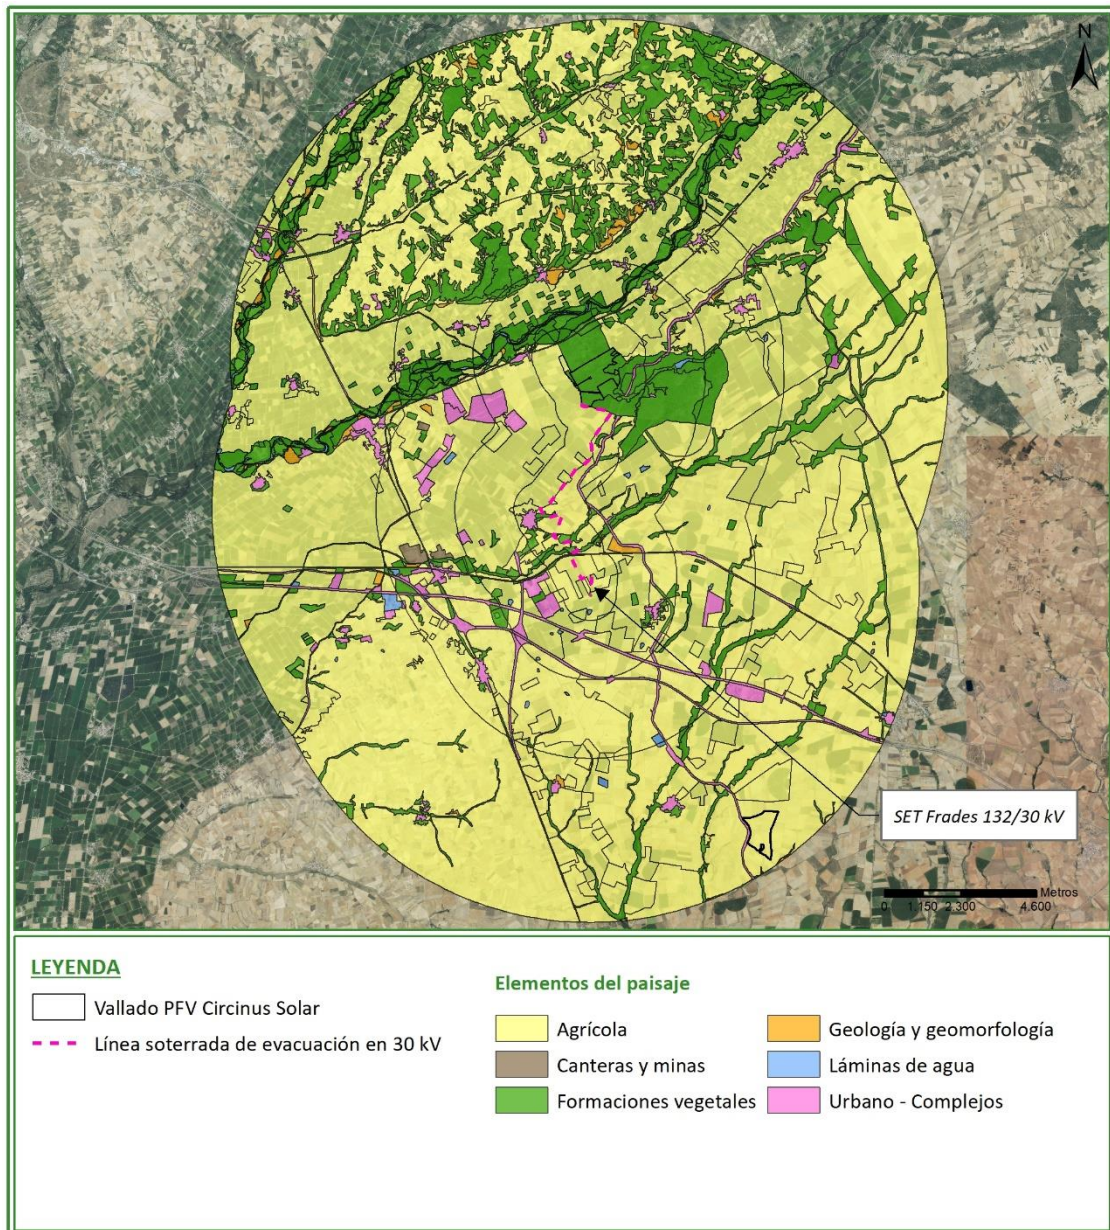 N
SET Frades 132/30 kV
Metros
0 1.150 2.300 4.600
LEYENDA
Vallado PFV Circinus Solar
Línea soterrada de evacuación en 30 kV
Elementos del paisaje
Agrícola
Canteras y minas
Formaciones vegetales
Geología y geomorfología
Láminas de agua
Urbano - Complejos